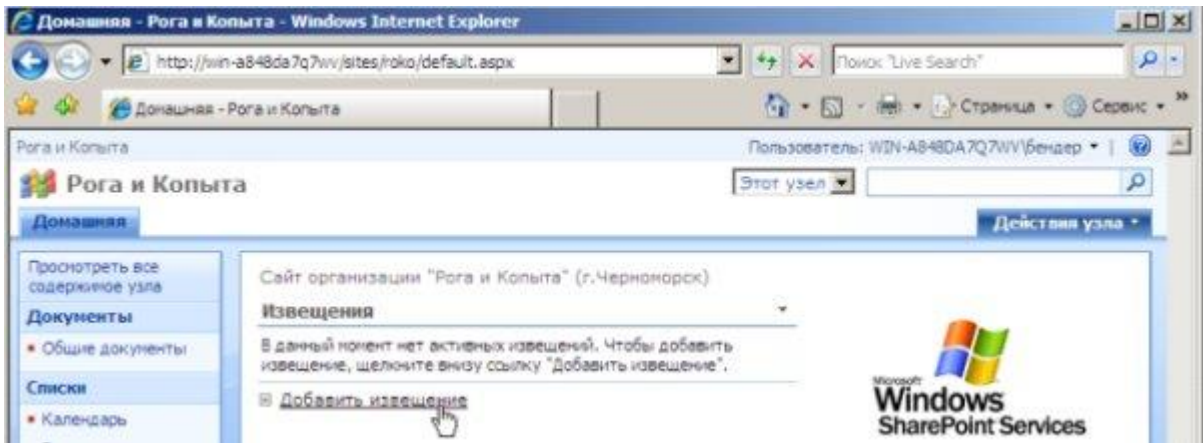 Домашняя - Рога и Копыта - Windows Internet Explorer
http://win-a848da7q7wv/sites/roko/default.aspx
Поиск "Live Search"
Домашняя - Рога и Копыта
Страница
Сервис
Рога и Копыта
Пользователь: WIN-A848DA7Q7WV\бендер
Рога и Копыта
Этот узел
Домашняя
Действия узла
Просмотреть все
содержимое узла
Документы
Общие документы
Списки
Календарь
Сайт организации "Рога и Копыта" (г.Черноморск)
Извещения
В данный момент нет активных извещений. Чтобы добавить
извещение, щелкните внизу ссылку "Добавить извещение".
Добавить извещение
Microsoft
Windows
SharePoint Services